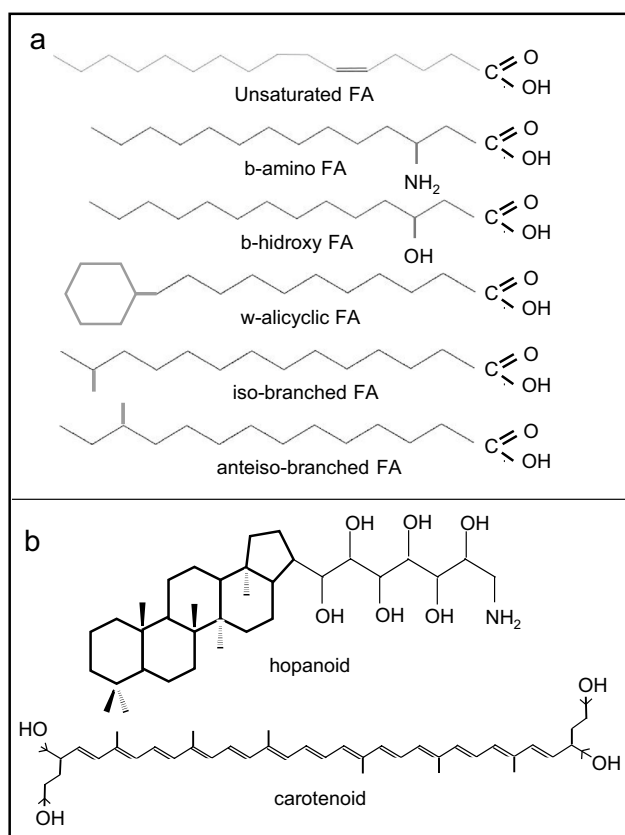 a
O
C
OH
Unsaturated FA
O
C
OH
b-amino FA
NH2
O
C
OH
b-hidroxy FA
OH
O
C
OH
w-alicyclic FA
O
C
OH
iso-branched FA
O
C
OH
anteiso-branched FA
b
OH OH OH
OH OH OH NH2
hopanoid
OH
HO
OH
OH
carotenoid